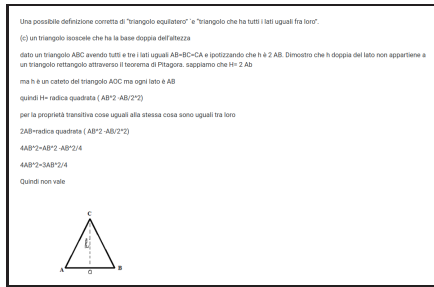 Una possibile definizione corretta di "triangolo equilatero" `e "triangolo che ha tutti i lati uguali fra loro".
(c) un triangolo isoscele che ha la base doppia dell'altezza
dato un triangolo ABC avendo tutti e tre i lati uguali AB=BC=CA e ipotizzando che h è 2 AB. Dimostro che h doppia del lato non appartiene a
un triangolo rettangolo attraverso il teorema di Pitagora. sappiamo che H= 2 Ab
ma h è un cateto del triangolo AOC ma ogni lato è AB
quindi H= radica quadrata ( AB^2 -AB/2^2)
per la proprietà transitiva cose uguali alla stessa cosa sono uguali tra loro
2AB=radica quadrata ( AB^2 -AB/2^2)
4AB^2=AB^2 -AB^2/4
4AB^2=3AB^2/4
Quindi non vale
C
A
B
O